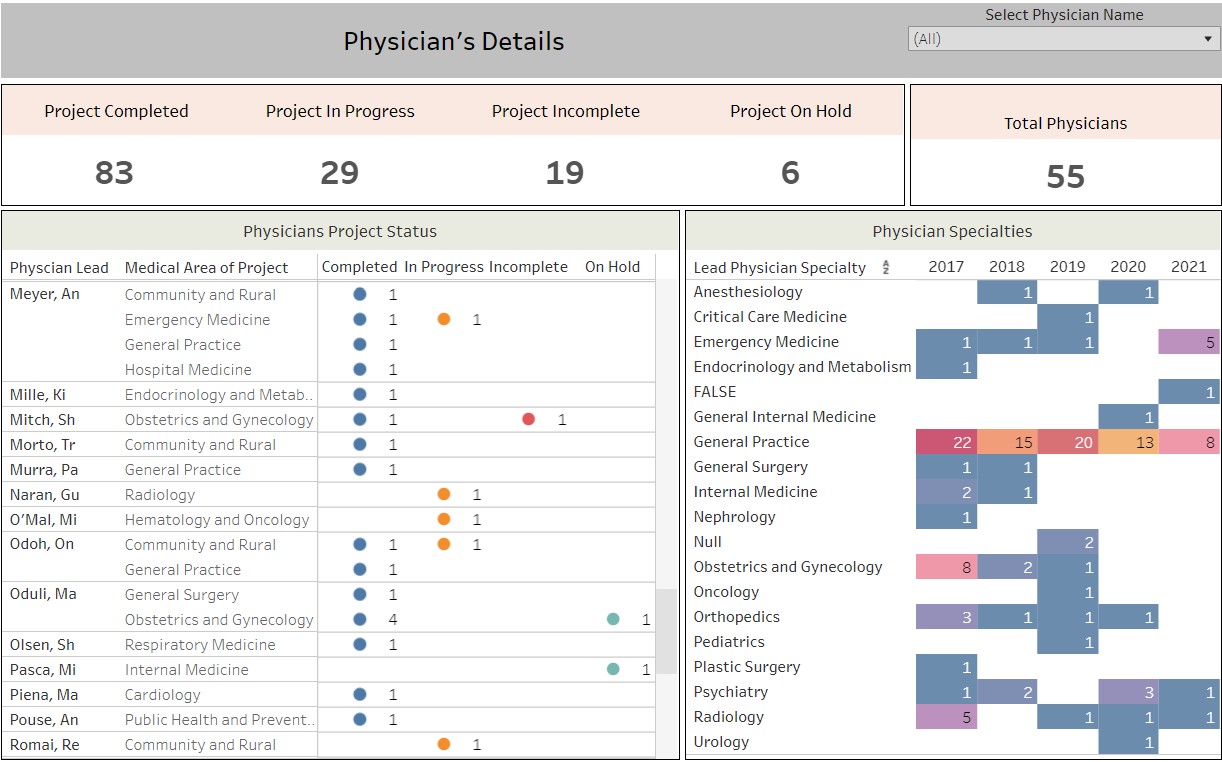 Select Physician Name
Physician's Details
(All)
Project Completed Project In Progress Project Incomplete Project On Hold
Total Physicians
83 29 19 6
55
Physicians Project Status
Physcian Lead Medical Area of Project Completed In Progress Incomplete On Hold
Meyer, An Community and Rural 1
Emergency Medicine 1 1
General Practice 1
Hospital Medicine 1
Mille, Ki Endocrinology and Metab.. 1
Mitch, Sh Obstetrics and Gynecology 1 1
Morto, Tr Community and Rural 1
Murra, Pa General Practice 1
Naran, Gu Radiology 1
O'Mal, Mi Hematology and Oncology 1
Odoh, On Community and Rural 1 1
General Practice 1
Oduli, Ma General Surgery 1
Obstetrics and Gynecology 4 1
Olsen, Sh Respiratory Medicine 1
Pasca, Mi Internal Medicine 1
Piena, Ma Cardiology 1
Pouse, An Public Health and Prevent.. 1
Romai, Re Community and Rural 1
Physician Specialties
Lead Physician Specialty A Z 2017 2018 2019 2020 2021
Anesthesiology 1 1
Critical Care Medicine 1
Emergency Medicine 1 1 1 5
Endocrinology and Metabolism 1
FALSE 1
General Internal Medicine 1
General Practice 22 15 20 13 8
General Surgery 1 1
Internal Medicine 2 1
Nephrology 1
Null 2
Obstetrics and Gynecology 8 2 1
Oncology 1
Orthopedics 3 1 1 1
Pediatrics 1
Plastic Surgery 1
Psychiatry 1 2 3 1
Radiology 5 1 1 1
Urology 1